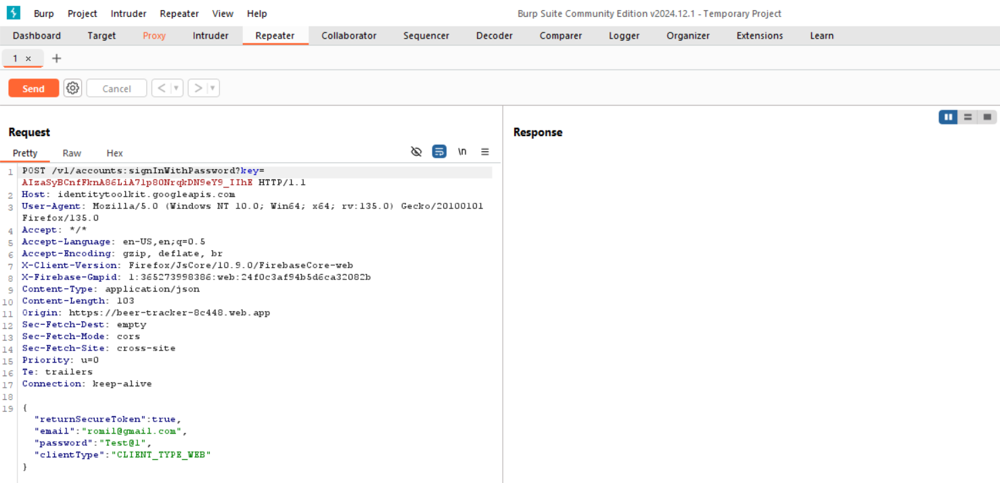 Burp Project Intruder Repeater View Help Burp Suite Community Edition v2024.12.1 - Temporary Project
Dashboard Target Proxy Intruder Repeater Collaborator Sequencer Decoder Comparer Logger Organizer Extensions Learn
1 × +
Send Cancel < >
Request
Pretty Raw Hex \n
1 POST /v1/accounts:signInWithPassword?key=
AIzaSyBCnfFknA86LiA7lp80NrqkDN9eY9_IIhE HTTP/1.1
2 Host: identitytoolkit.googleapis.com
3 User-Agent: Mozilla/5.0 (Windows NT 10.0; Win64; x64; rv:135.0) Gecko/20100101
Firefox/135.0
4 Accept: */*
5 Accept-Language: en-US,en;q=0.5
6 Accept-Encoding: gzip, deflate, br
7 X-Client-Version: Firefox/JsCore/10.9.0/FirebaseCore-web
8 X-Firebase-Gmpid: 1:365273998386:web:24f0c3af94b5d6ca32082b
9 Content-Type: application/json
10 Content-Length: 103
11 Origin: https://beer-tracker-8c448.web.app
12 Sec-Fetch-Dest: empty
13 Sec-Fetch-Mode: cors
14 Sec-Fetch-Site: cross-site
15 Priority: u=0
16 Te: trailers
17 Connection: keep-alive
18
19 {
"returnSecureToken":true,
"email":"romil@gmail.com",
"password":"Test@1",
"clientType":"CLIENT_TYPE_WEB"
}
Response